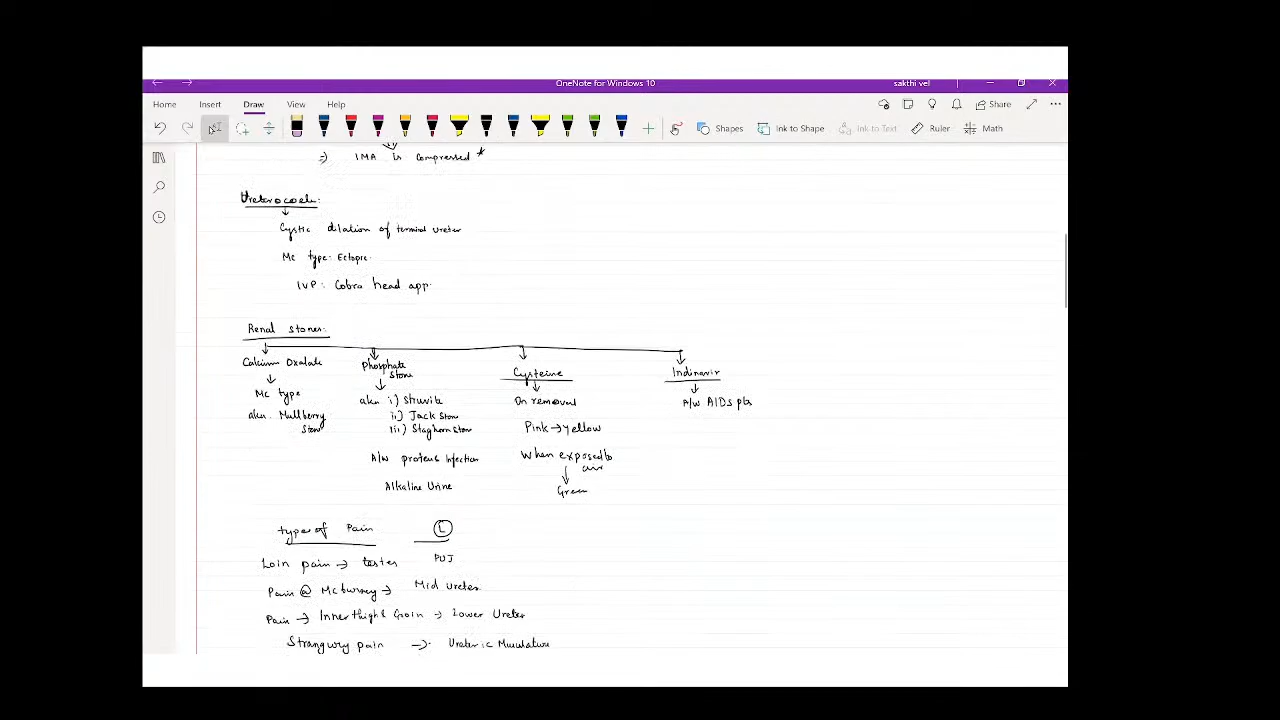 OneNote for Windows 10
sakthi vel
Home Insert Draw View Help
Share
Shapes Ink to Shape Ink to Text Ruler Math
=) IMA is compressed *
Ureterocoele:
Cystic dilation of terminal ureter
Mc type: Ectopic
IVP: Cobra head app.
Renal stones:
Calcium Oxalate
Mc type
aka. Mullberry
Stone
Phosphate
Stone
aka i) Struvite
ii) Jack Stone
iii) Staghorn Stone
A/w proteus infection
Alkaline Urine
Cysteine
On removed
Pink → yellow
When exposed to
air
Green
Indinavir
A/w AIDs pts
type of Pain L
Loin pain → testes PUJ
Pain @ Mcburney → Mid ureter
Pain → Inner thigh & Groin → Lower Ureter
Strangury pain → Ureteric Musculature